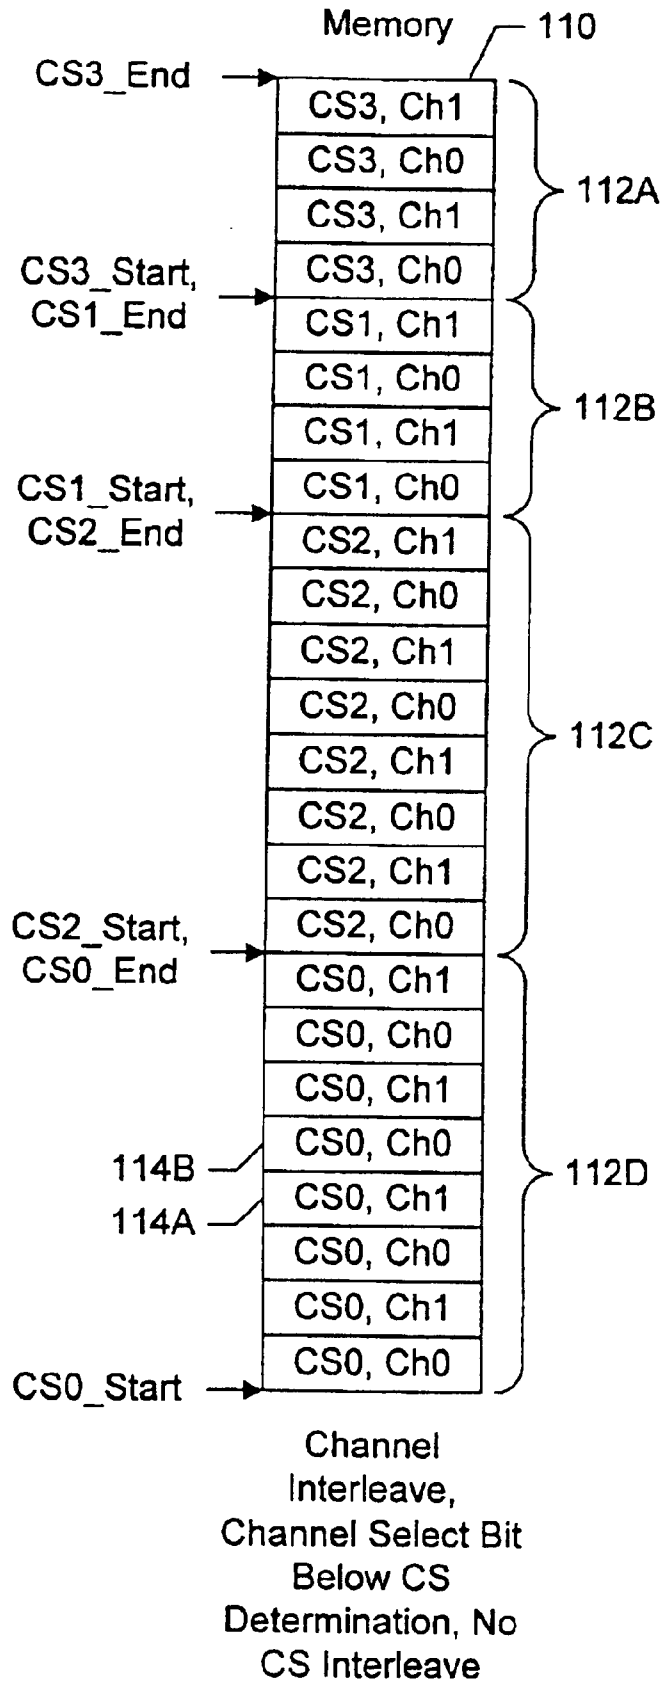 Memory
110
CS3_End
CS3, Ch1
CS3, Ch0
112A
CS3, Ch1
CS3, Ch0
CS3_Start,
CS1_End
CS1, Ch1
CS1, Ch0
112B
CS1, Ch1
CS1, Ch0
CS1_Start,
CS2_End
CS2, Ch1
CS2, Ch0
CS2, Ch1
CS2, Ch0
112C
CS2, Ch1
CS2, Ch0
CS2, Ch1
CS2, Ch0
CS2_Start,
CS0_End
CS0, Ch1
CS0, Ch0
CS0, Ch1
CS0, Ch0
114B
112D
CS0, Ch1
114A
CS0, Ch0
CS0, Ch1
CS0, Ch0
CS0_Start
Channel
Interleave,
Channel Select Bit
Below CS
Determination, No
CS Interleave